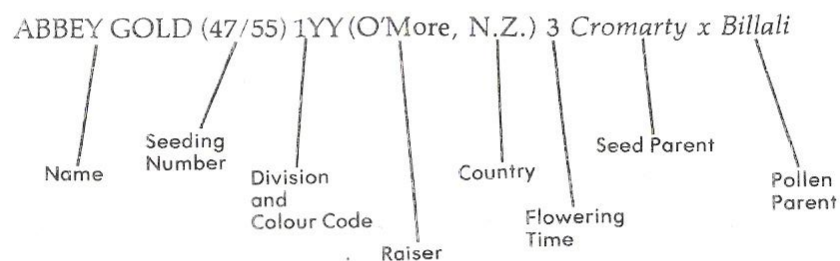 ABBEY GOLD (47/55) 1YY (O'More, N.Z.) 3 Cromarty x Billali
Name
Seeding
Number
Division
and
Colour Code
Raiser
Country
Flowering
Time
Seed Parent
Pollen
Parent